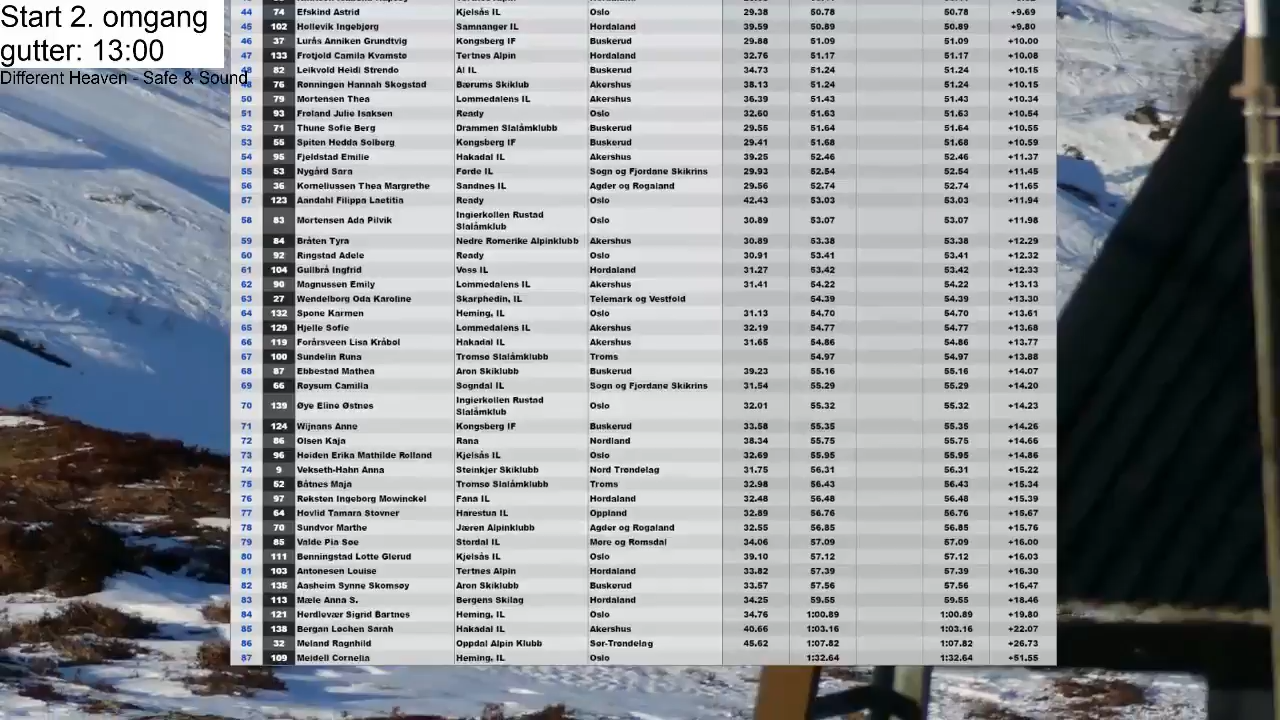 Start 2. omgang
gutter: 13:00
Different Heaven - Safe & Sound
44 74 Efskind Astrid Kjelsås IL Oslo 39.38 50.78 50.78 +9.69
45 102 Hollevik Ingebjørg Samnanger IL Hordaland 39.59 50.89 50.89 +9.80
46 37 Lurås Anniken Grundtvig Kongsberg IF Buskerud 29.88 51.09 51.09 +10.00
47 133 Frotjold Camila Kvamstø Tertnes Alpin Hordaland 32.76 51.17 51.17 +10.08
48 82 Leikvold Heidi Strendo Ål IL Buskerud 34.73 51.24 51.24 +10.15
48 76 Rønningen Hannah Skogstad Bærums Skiklub Akershus 38.13 51.24 51.24 +10.15
50 79 Mortensen Thea Lommedalens IL Akershus 36.39 51.43 51.43 +10.34
51 93 Frøland Julie Isaksen Ready Oslo 32.60 51.63 51.63 +10.54
52 71 Thune Sofie Berg Drammen Slalåmklubb Buskerud 29.55 51.64 51.64 +10.55
53 55 Spiten Hedda Solberg Kongsberg IF Buskerud 29.41 51.68 51.68 +10.59
54 95 Fjeldstad Emilie Hakadal IL Akershus 39.25 52.46 52.46 +11.37
55 53 Nygård Sara Førde IL Sogn og Fjordane Skikrins 29.93 52.54 52.54 +11.45
56 36 Korneliussen Thea Margrethe Sandnes IL Agder og Rogaland 29.56 52.74 52.74 +11.65
57 123 Aandahl Filippa Laetitia Ready Oslo 42.43 53.03 53.03 +11.94
58 83 Mortensen Ada Pilvik Ingierkollen Rustad Slalåmklub Oslo 30.89 53.07 53.07 +11.98
59 84 Bråten Tyra Nedre Romerike Alpinklubb Akershus 30.89 53.38 53.38 +12.29
60 92 Ringstad Adele Ready Oslo 30.91 53.41 53.41 +12.32
61 104 Gullbrå Ingfrid Voss IL Hordaland 31.27 53.42 53.42 +12.33
62 90 Magnussen Emily Lommedalens IL Akershus 31.41 54.22 54.22 +13.13
63 27 Wendelborg Oda Karoline Skarphedin, IL Telemark og Vestfold 54.39 54.39 +13.30
64 132 Spone Karmen Heming, IL Oslo 31.13 54.70 54.70 +13.61
65 129 Hjelle Sofie Lommedalens IL Akershus 32.19 54.77 54.77 +13.68
66 119 Forårsveen Lisa Kråbøl Hakadal IL Akershus 31.65 54.86 54.86 +13.77
67 100 Sundelin Runa Tromsø Slalåmklubb Troms 54.97 54.97 +13.88
68 87 Ebbestad Mathea Aron Skiklubb Buskerud 39.23 55.16 55.16 +14.07
69 66 Røysum Camilla Sogndal IL Sogn og Fjordane Skikrins 31.54 55.29 55.29 +14.20
70 139 Øye Eline Østnes Ingierkollen Rustad Slalåmklub Oslo 32.01 55.32 55.32 +14.23
71 124 Wijnans Anne Kongsberg IF Buskerud 33.58 55.35 55.35 +14.26
72 86 Olsen Kaja Rana Nordland 38.34 55.75 55.75 +14.66
73 96 Høiden Erika Mathilde Rolland Kjelsås IL Oslo 32.69 55.95 55.95 +14.86
74 9 Vekseth-Hahn Anna Steinkjer Skiklubb Nord Trøndelag 31.75 56.31 56.31 +15.22
75 52 Båtnes Maja Tromsø Slalåmklubb Troms 32.98 56.43 56.43 +15.34
76 97 Reksten Ingeborg Mowinckel Fana IL Hordaland 32.48 56.48 56.48 +15.39
77 64 Hovlid Tamara Stovner Harestua IL Oppland 32.89 56.76 56.76 +15.67
78 70 Sundvor Marthe Jæren Alpinklubb Agder og Rogaland 32.55 56.85 56.85 +15.76
79 85 Valde Pia Søe Stordal IL Møre og Romsdal 34.06 57.09 57.09 +16.00
80 111 Bønningstad Lotte Glerud Kjelsås IL Oslo 39.10 57.12 57.12 +16.03
81 103 Antonesen Louise Tertnes Alpin Hordaland 33.82 57.39 57.39 +16.30
82 135 Aasheim Synne Skomsøy Aron Skiklubb Buskerud 33.57 57.56 57.56 +16.47
83 113 Mæle Anna S. Bergens Skilag Hordaland 34.25 59.55 59.55 +18.46
84 121 Herdlevær Sigrid Bartnes Heming, IL Oslo 34.76 1:00.89 1:00.89 +19.80
85 138 Bergan Løchen Sarah Hakadal IL Akershus 40.66 1:03.16 1:03.16 +22.07
86 32 Meland Ragnhild Oppdal Alpin Klubb Sør-Trøndelag 45.62 1:07.82 1:07.82 +26.73
87 109 Meidell Cornelia Heming, IL Oslo 1:32.64 1:32.64 +51.55